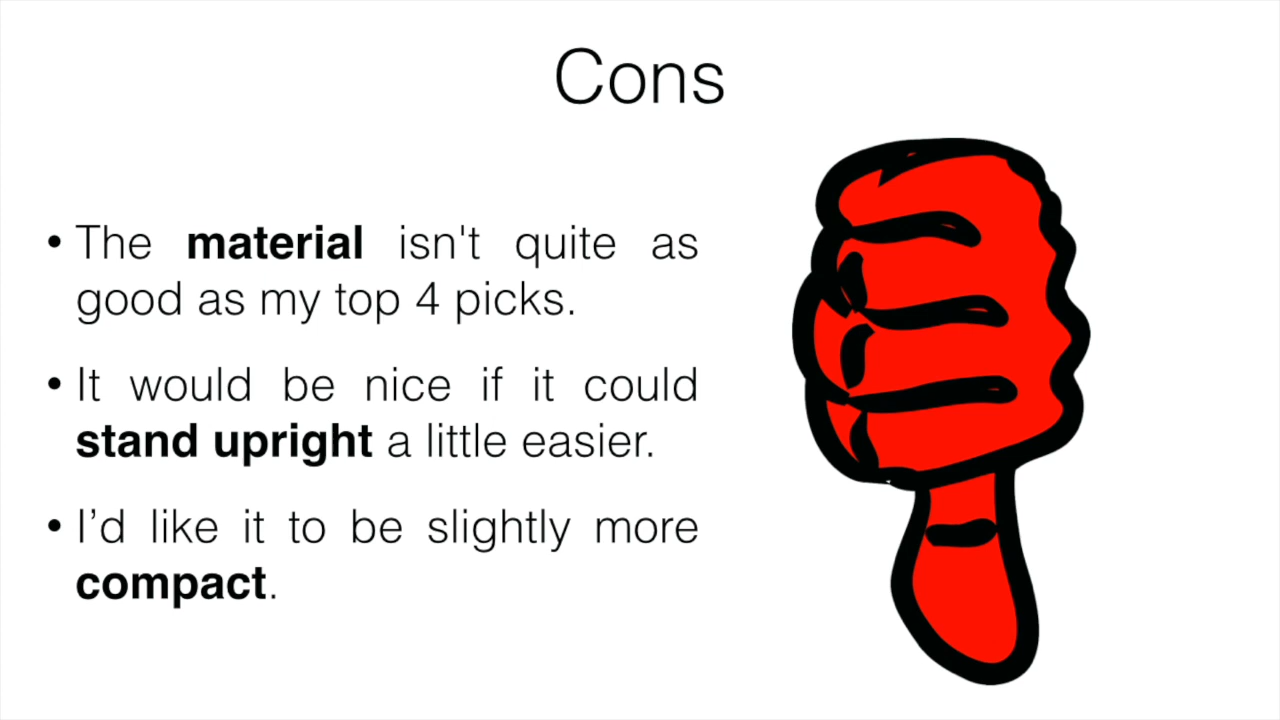 Cons
• The material isn't quite as
good as my top 4 picks.
• It would be nice if it could
stand upright a little easier.
• I’d like it to be slightly more
compact.